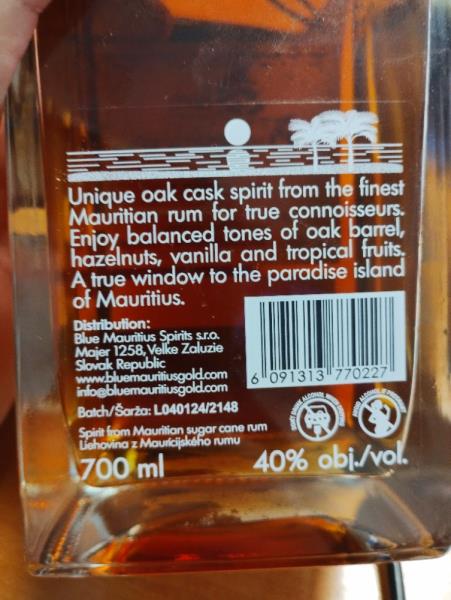 Unique oak cask spirit from the finest
Mauritian rum for true connoisseurs.
Enjoy balanced tones of oak barrel,
hazelnuts, vanilla and tropical fruits.
A true window to the paradise island
of Mauritius.
Distribution:
Blue Mauritius Spirits s.r.o.
Majer 1258, Velke Zaluzie
Slovak Republic
www.bluemauritiusgold.com
info@bluemauritiusgold.com
6 091313 770227
Batch/Šarža: L040124/2148
Spirit from Mauritian sugar cane rum
Liehovina z Maurícijského rumu
700 ml
40% obj./vol.